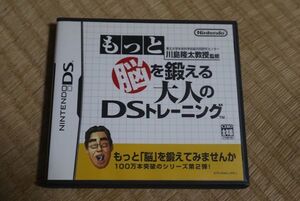 Nintendo
もっと
川島隆太教授監修
脳を鍛える
大人の
DSトレーニング
TM
NINTENDO DS
もっと「脳」を鍛えてみませんか
100万本突破のシリーズ第2弾!